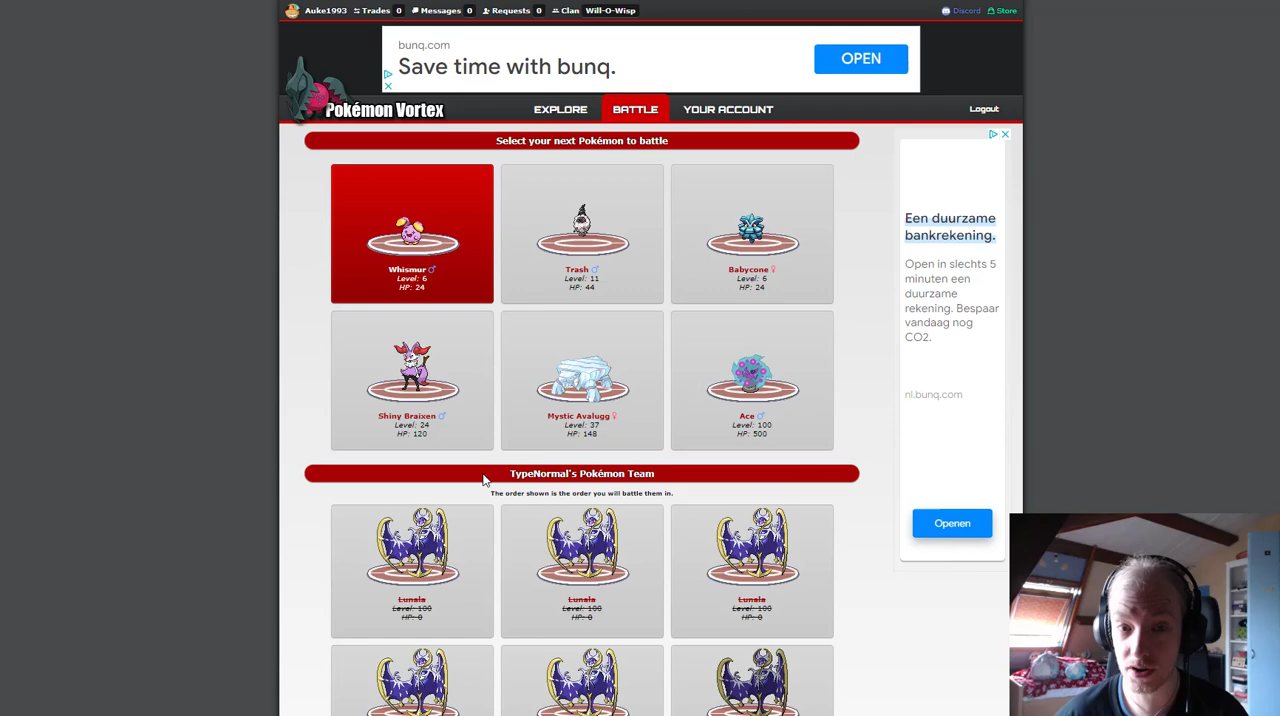 Auke1993 Trades 0 Messages 0 Requests 0 Clan Will-O-Wisp Discord Store
bunq.com
Save time with bunq.
OPEN
Pokémon Vortex
EXPLORE BATTLE YOUR ACCOUNT Logout
Select your next Pokémon to battle
Whismur ♂
Level: 6
HP: 24
Trash ♂
Level: 11
HP: 44
Babycone ♀
Level: 6
HP: 24
Shiny Braixen ♂
Level: 24
HP: 120
Mystic Avalugg ♀
Level: 37
HP: 148
Ace ♂
Level: 100
HP: 500
TypeNormal's Pokémon Team
The order shown is the order you will battle them in.
Lunala
Level: 100
HP: 0
Lunala
Level: 100
HP: 0
Lunala
Level: 100
HP: 0
Een duurzame
bankrekening.
Open in slechts 5
minuten een
duurzame
rekening. Bespaar
vandaag nog
CO2.
nl.bunq.com
Openen